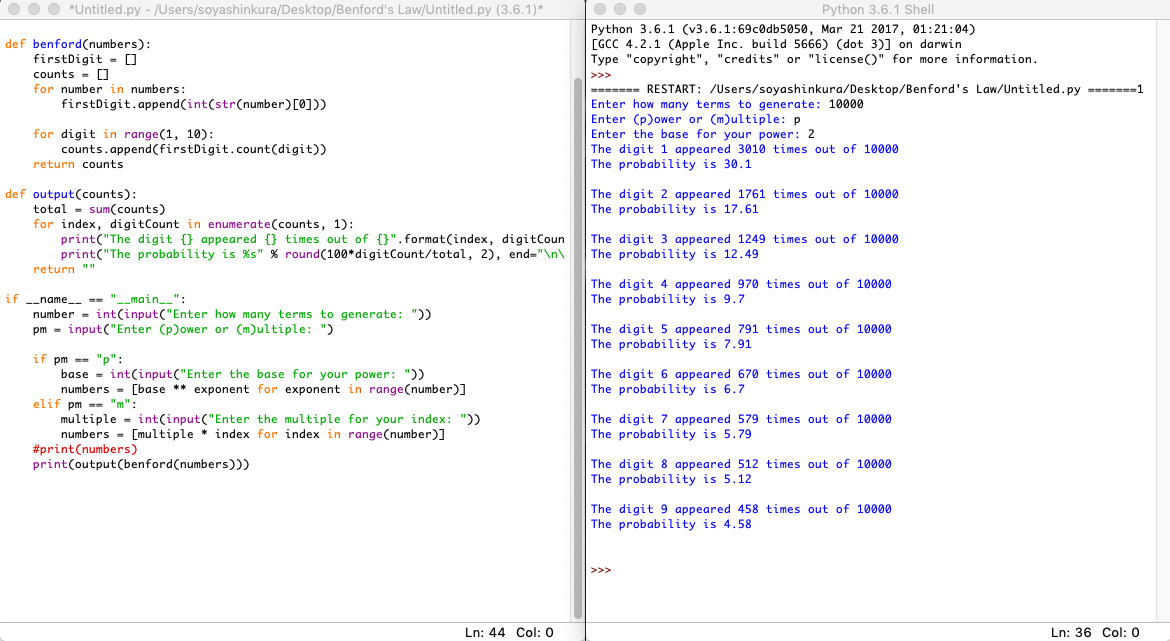 *Untitled.py - /Users/soyashinkura/Desktop/Benford's Law/Untitled.py (3.6.1)*
def benford(numbers):
    firstDigit = []
    counts = []
    for number in numbers:
        firstDigit.append(int(str(number)[0]))
    for digit in range(1, 10):
        counts.append(firstDigit.count(digit))
    return counts
def output(counts):
    total = sum(counts)
    for index, digitCount in enumerate(counts, 1):
        print("The digit {} appeared {} times out of {}".format(index, digitCoun
        print("The probability is %s" % round(100*digitCount/total, 2), end="\n\
    return ""
if __name__ == "__main__":
    number = int(input("Enter how many terms to generate: "))
    pm = input("Enter (p)ower or (m)ultiple: ")
    if pm == "p":
        base = int(input("Enter the base for your power: "))
        numbers = [base ** exponent for exponent in range(number)]
    elif pm == "m":
        multiple = int(input("Enter the multiple for your index: "))
        numbers = [multiple * index for index in range(number)]
    #print(numbers)
    print(output(benford(numbers)))
Ln: 44 Col: 0
Python 3.6.1 Shell
Python 3.6.1 (v3.6.1:69c0db5050, Mar 21 2017, 01:21:04)
[GCC 4.2.1 (Apple Inc. build 5666) (dot 3)] on darwin
Type "copyright", "credits" or "license()" for more information.
>>>
======= RESTART: /Users/soyashinkura/Desktop/Benford's Law/Untitled.py =======1
Enter how many terms to generate: 10000
Enter (p)ower or (m)ultiple: p
Enter the base for your power: 2
The digit 1 appeared 3010 times out of 10000
The probability is 30.1
The digit 2 appeared 1761 times out of 10000
The probability is 17.61
The digit 3 appeared 1249 times out of 10000
The probability is 12.49
The digit 4 appeared 970 times out of 10000
The probability is 9.7
The digit 5 appeared 791 times out of 10000
The probability is 7.91
The digit 6 appeared 670 times out of 10000
The probability is 6.7
The digit 7 appeared 579 times out of 10000
The probability is 5.79
The digit 8 appeared 512 times out of 10000
The probability is 5.12
The digit 9 appeared 458 times out of 10000
The probability is 4.58
>>>
Ln: 36 Col: 0